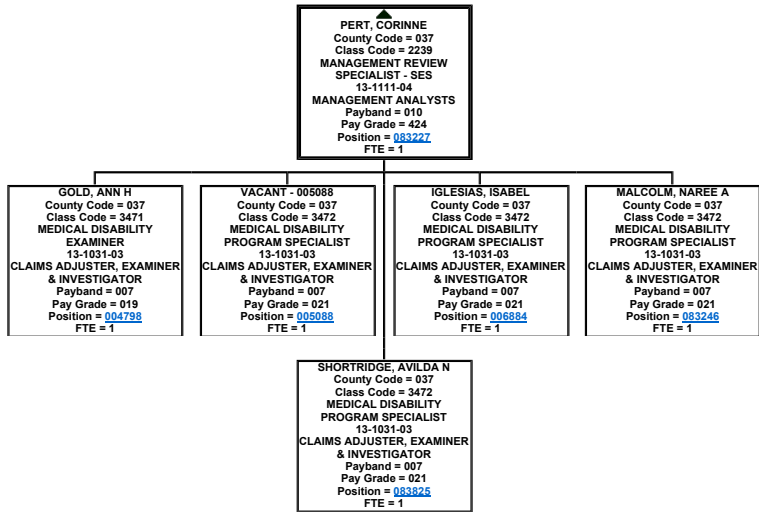 PERT, CORINNE
County Code = 037
Class Code = 2239
MANAGEMENT REVIEW
SPECIALIST - SES
13-1111-04
MANAGEMENT ANALYSTS
Payband = 010
Pay Grade = 424
Position = 083227
FTE = 1
GOLD, ANN H
County Code = 037
Class Code = 3471
MEDICAL DISABILITY
EXAMINER
13-1031-03
CLAIMS ADJUSTER, EXAMINER
& INVESTIGATOR
Payband = 007
Pay Grade = 019
Position = 004798
FTE = 1
VACANT - 005088
County Code = 037
Class Code = 3472
MEDICAL DISABILITY
PROGRAM SPECIALIST
13-1031-03
CLAIMS ADJUSTER, EXAMINER
& INVESTIGATOR
Payband = 007
Pay Grade = 021
Position = 005088
FTE = 1
IGLESIAS, ISABEL
County Code = 037
Class Code = 3472
MEDICAL DISABILITY
PROGRAM SPECIALIST
13-1031-03
CLAIMS ADJUSTER, EXAMINER
& INVESTIGATOR
Payband = 007
Pay Grade = 021
Position = 006884
FTE = 1
MALCOLM, NAREE A
County Code = 037
Class Code = 3472
MEDICAL DISABILITY
PROGRAM SPECIALIST
13-1031-03
CLAIMS ADJUSTER, EXAMINER
& INVESTIGATOR
Payband = 007
Pay Grade = 021
Position = 083246
FTE = 1
SHORTRIDGE, AVILDA N
County Code = 037
Class Code = 3472
MEDICAL DISABILITY
PROGRAM SPECIALIST
13-1031-03
CLAIMS ADJUSTER, EXAMINER
& INVESTIGATOR
Payband = 007
Pay Grade = 021
Position = 083825
FTE = 1